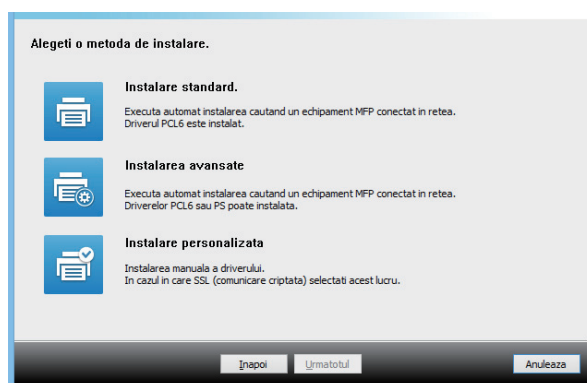 Alegeti o metoda de instalare.
Instalare standard.
Executa automat instalarea cautand un echipament MFP conectat in retea.
Driverul PCL6 este instalat.
Instalarea avansate
Executa automat instalarea cautand un echipament MFP conectat in retea.
Driverelor PCL6 sau PS poate instalata.
Instalare personalizata
Instalarea manuala a driverului.
In cazul in care SSL (comunicare criptata) selectati acest lucru.
Inapoi Urmatotul Anuleaza